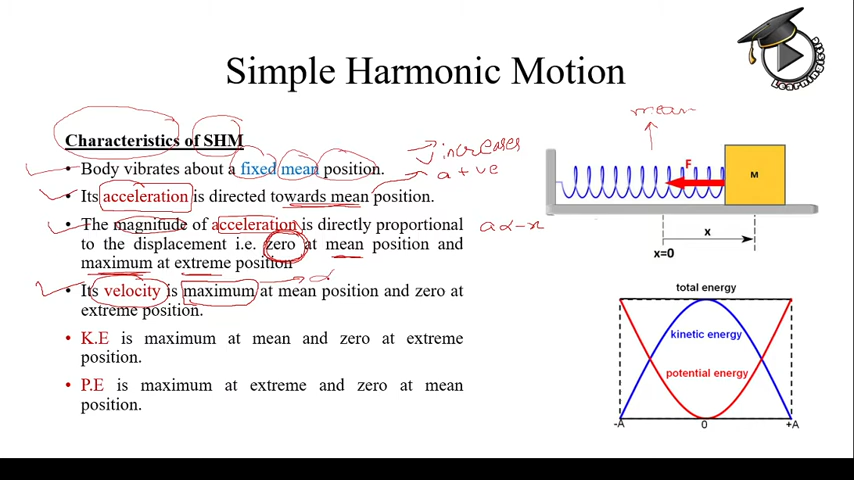 Simple Harmonic Motion
Characteristics of SHM
• Body vibrates about a fixed mean position.
• Its acceleration is directed towards mean position.
• The magnitude of acceleration is directly proportional
to the displacement i.e. zero at mean position and
maximum at extreme position
• Its velocity is maximum at mean position and zero at
extreme position.
• K.E is maximum at mean and zero at extreme
position.
• P.E is maximum at extreme and zero at mean
position.
increases
a +ve
a α - x
α
mean
F
M
x
x=0
total energy
kinetic energy
potential energy
-A 0 +A